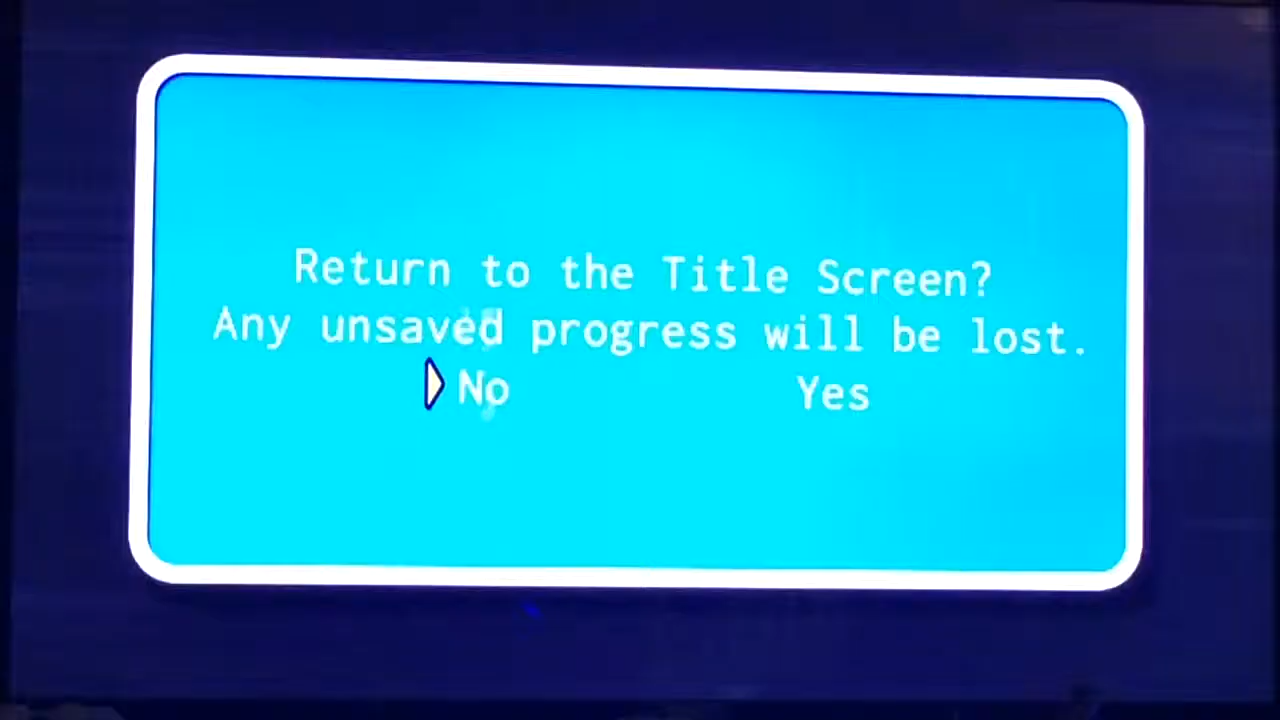 Return to the Title Screen?
Any unsaved progress will be lost.
No Yes